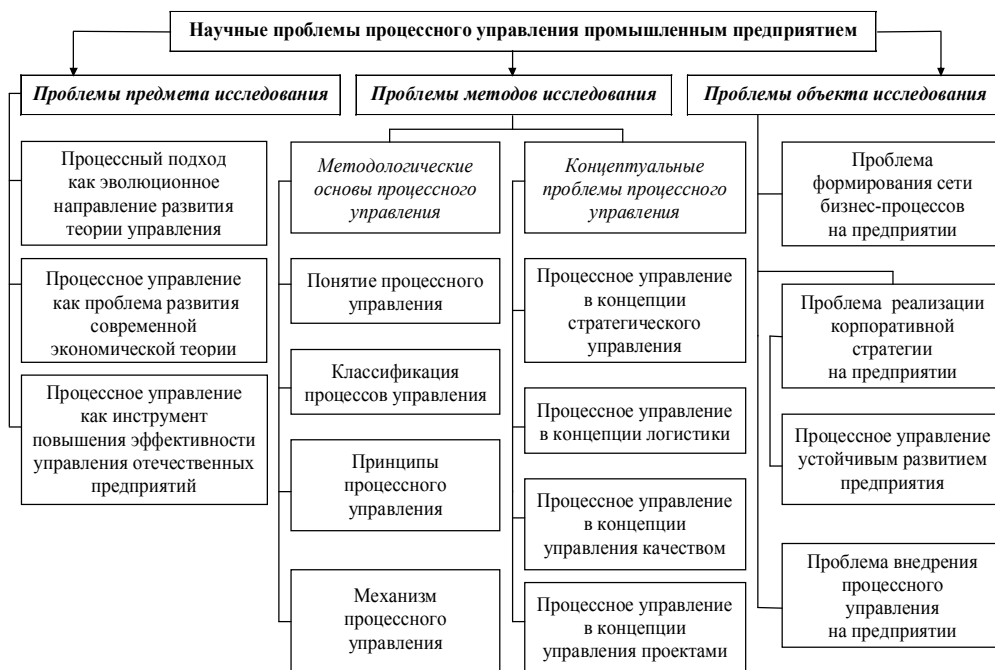 Научные проблемы процессного управления промышленным предприятием
Проблемы предмета исследования
Процессный подход
как эволюционное
направление развития
теории управления
Процессное управление
как проблема развития
современной
экономической теории
Процессное управление
как инструмент
повышения эффективности
управления отечественных
предприятий
Проблемы методов исследования
Методологические
основы процессного
управления
Понятие процессного
управления
Классификация
процессов управления
Принципы
процессного
управления
Механизм
процессного
управления
Концептуальные
проблемы процессного
управления
Процессное управление
в концепции
стратегического
управления
Процессное управление
в концепции логистики
Процессное управление
в концепции
управления качеством
Процессное управление
в концепции
управления проектами
Проблемы объекта исследования
Проблема
формирования сети
бизнес-процессов
на предприятии
Проблема реализации
корпоративной
стратегии
на предприятии
Процессное управление
устойчивым развитием
предприятия
Проблема внедрения
процессного
управления
на предприятии